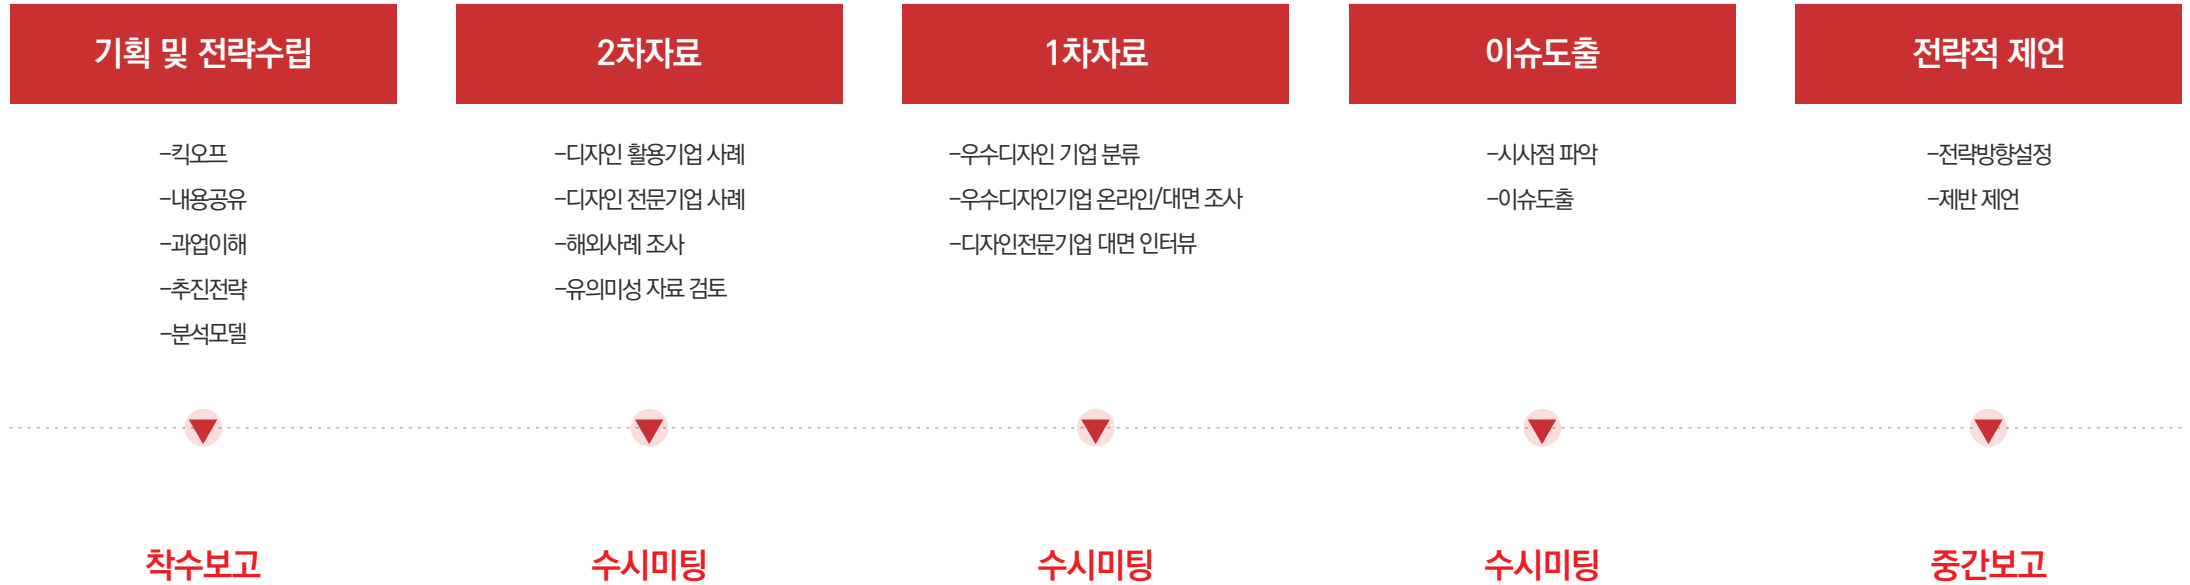 기획 및 전략수립
-킥오프
-내용공유
-과업이해
-추진전략
-분석모델
착수보고
2차자료
-디자인 활용기업 사례
-디자인 전문기업 사례
-해외사례 조사
-유의미성 자료 검토
수시미팅
1차자료
-우수디자인 기업 분류
-우수디자인기업 온라인/대면 조사
-디자인전문기업 대면 인터뷰
수시미팅
이슈도출
-시사점 파악
-이슈도출
수시미팅
전략적 제언
-전략방향설정
-제반 제언
중간보고